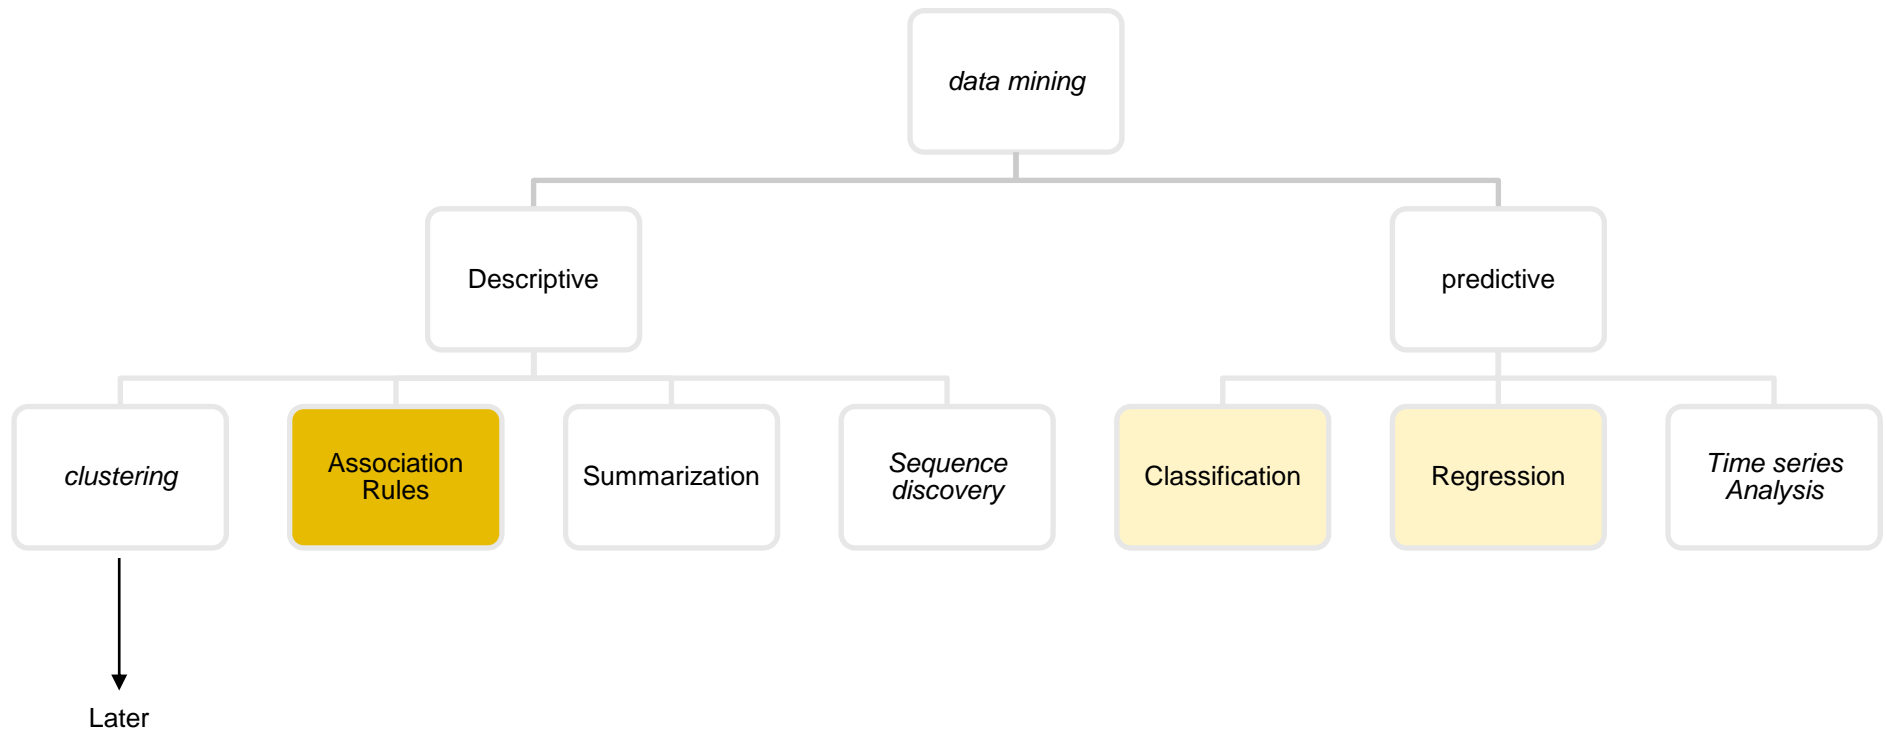 data mining
Descriptive
predictive
clustering
Association
Rules
Summarization
Sequence
discovery
Classification
Regression
Time series
Analysis
Later